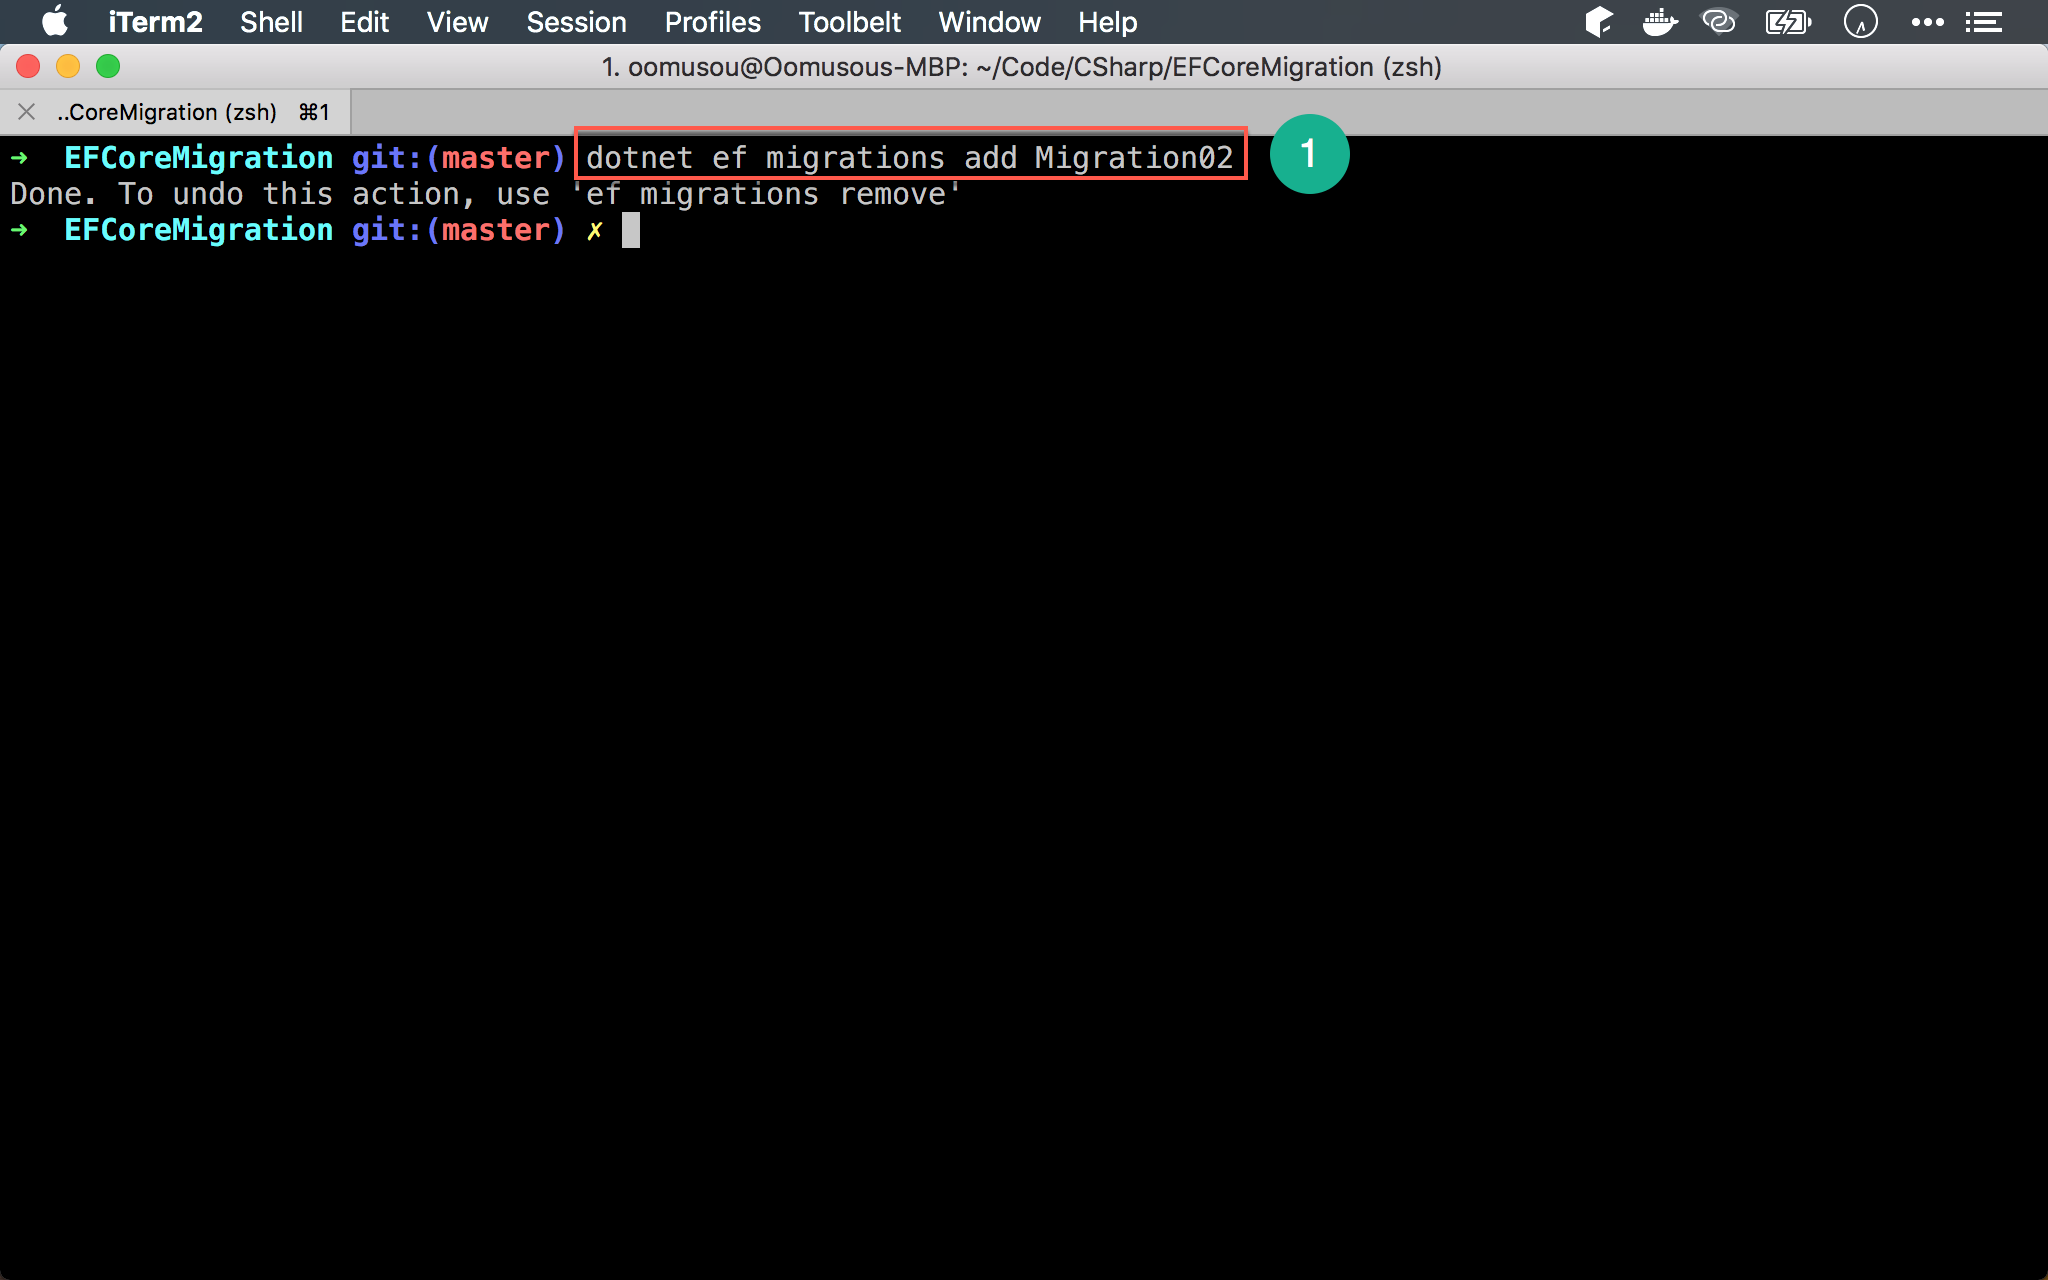 iTerm2 Shell Edit View Session Profiles Toolbelt Window Help
1. oomusou@Oomusous-MBP: ~/Code/CSharp/EFCoreMigration (zsh)
..CoreMigration (zsh) ⌘1
➜ EFCoreMigration git:(master) dotnet ef migrations add Migration02
1
Done. To undo this action, use 'ef migrations remove'
➜ EFCoreMigration git:(master) ✗